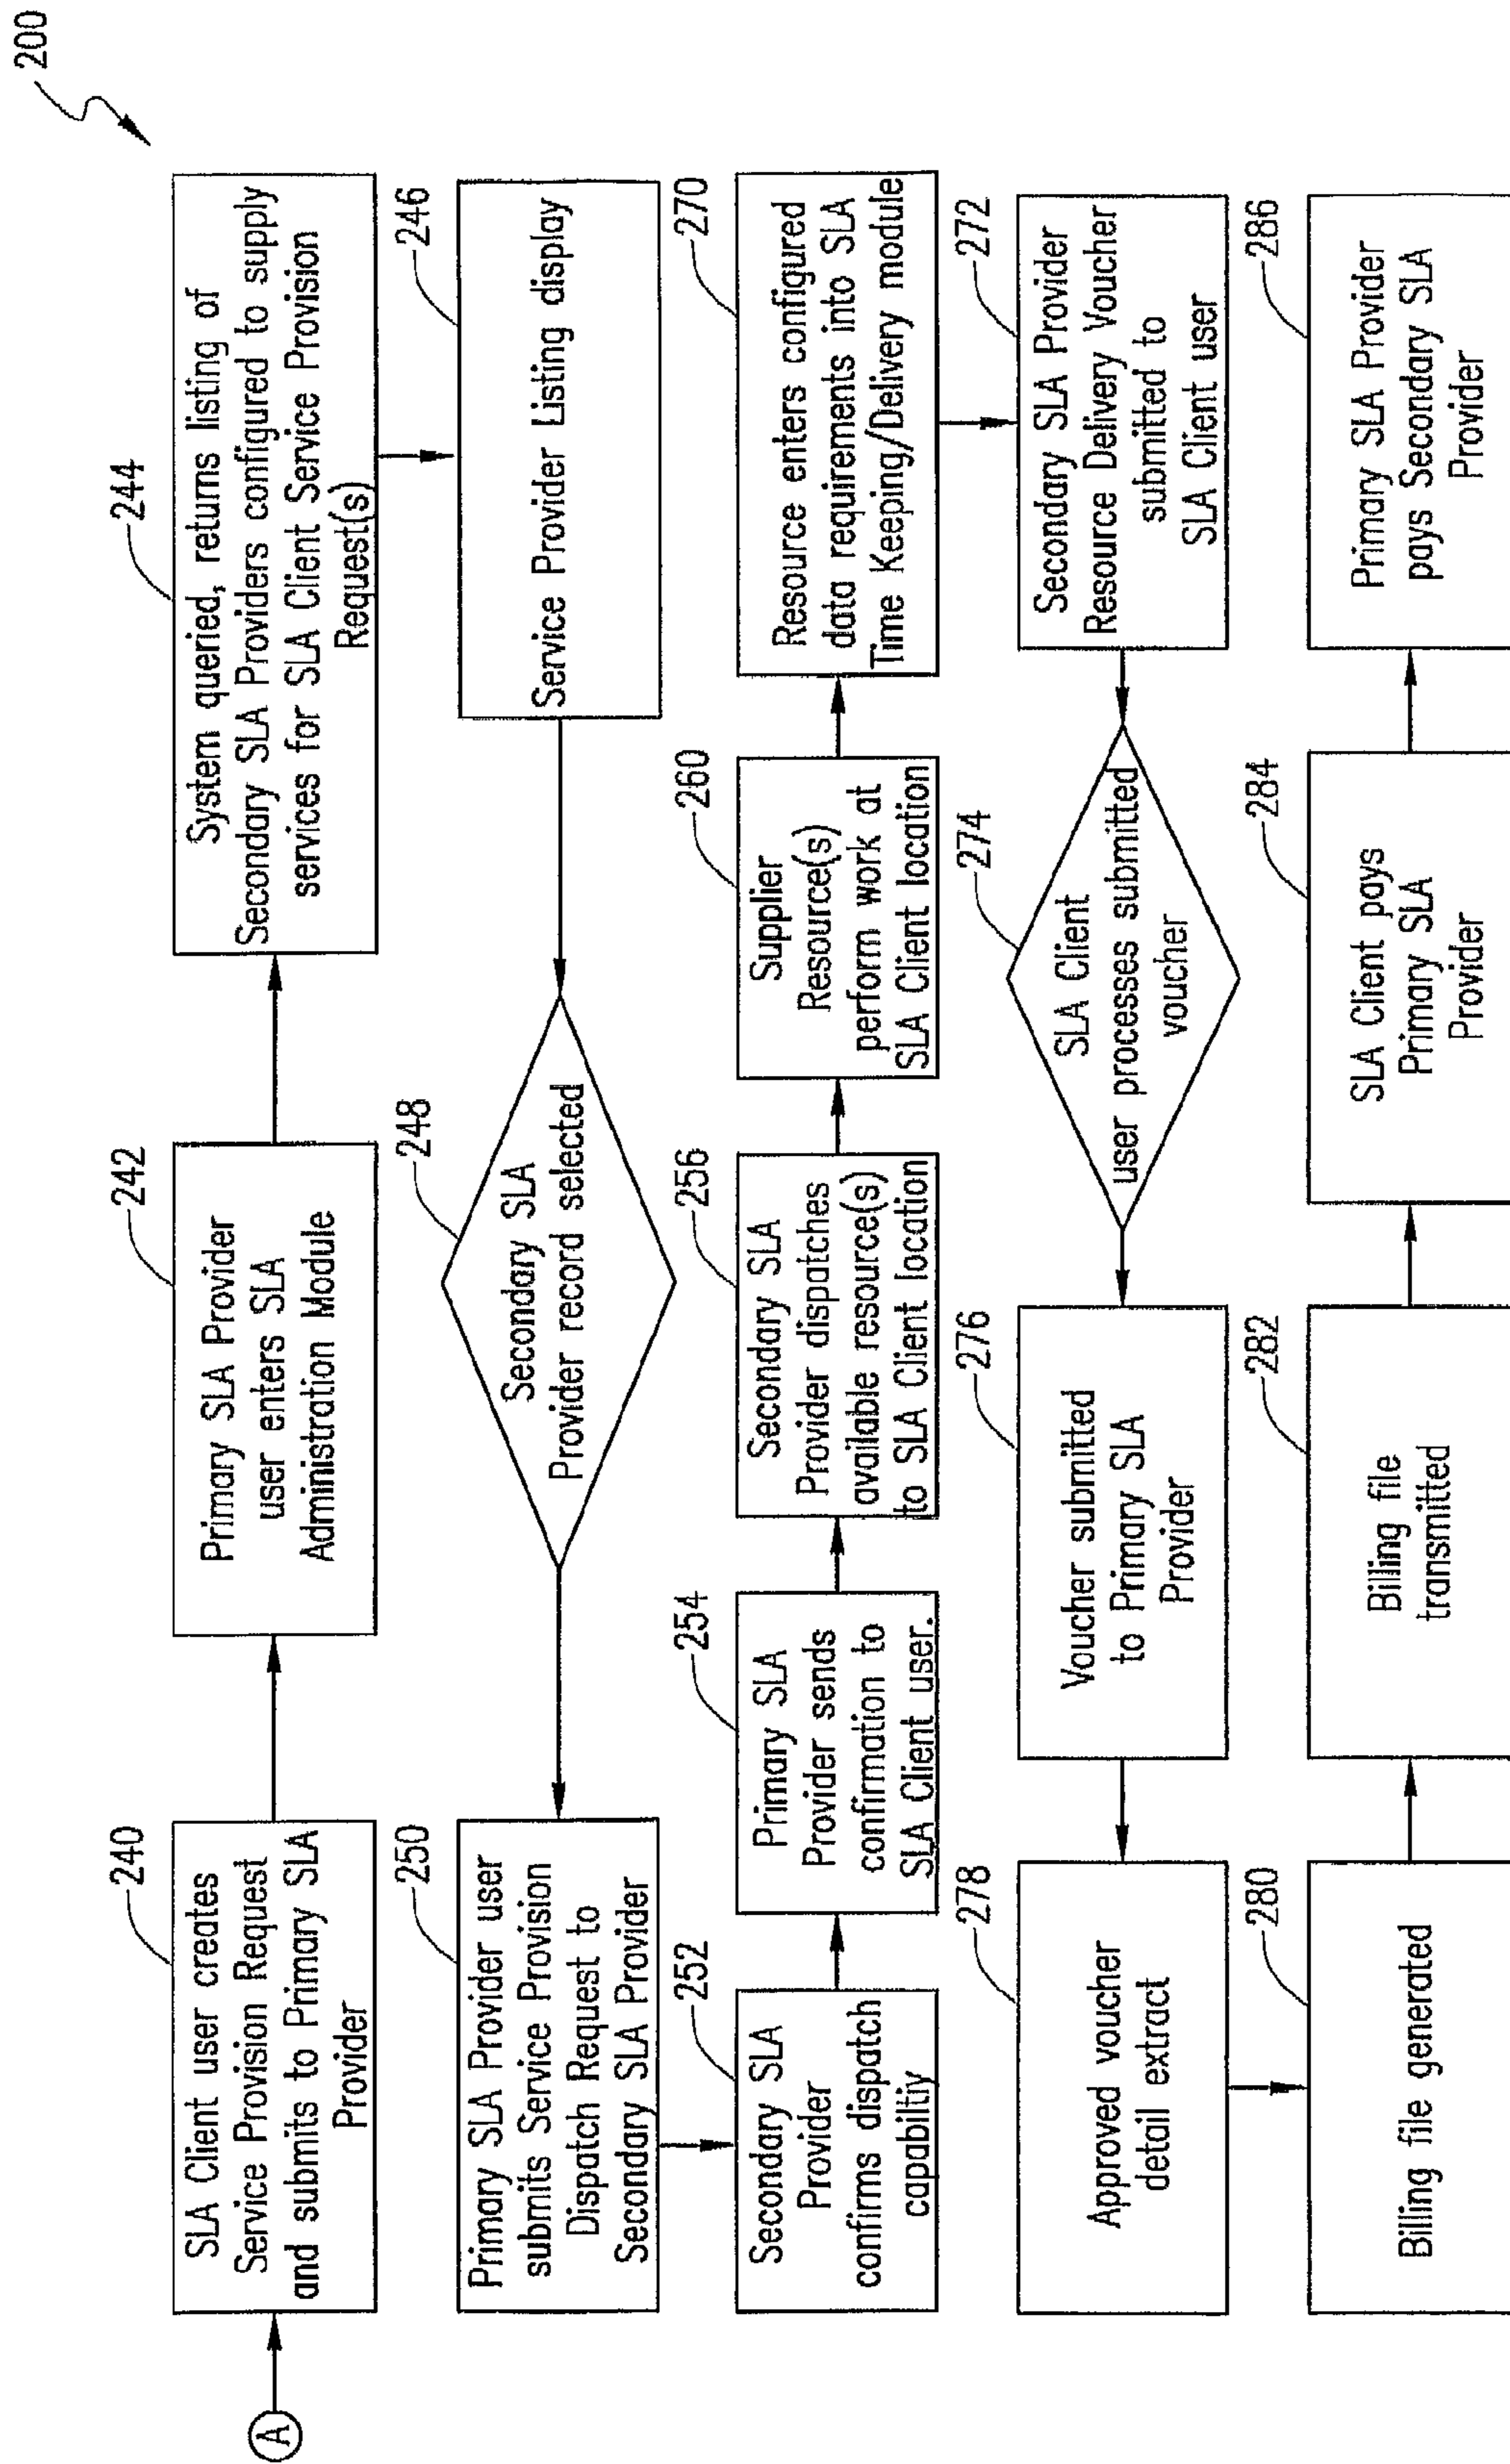 200
A
240
SLA Client user creates
Service Provision Request
and submits to Primary SLA
Provider
242
Primary SLA Provider
user enters SLA
Administration Module
244
System queried, returns listing of
Secondary SLA Providers configured to supply
services for SLA Client Service Provision
Request(s)
246
Service Provider Listing display
248
Secondary SLA
Provider record selected
250
Primary SLA Provider user
submits Service Provision
Dispatch Request to
Secondary SLA Provider
252
Secondary SLA
Provider
confirms dispatch
capabiltiy
254
Primary SLA
Provider sends
confirmation to
SLA Client user.
256
Secondary SLA
Provider dispatches
available resource(s)
to SLA Client location
260
Supplier
Resource(s)
perform work at
SLA Client location
270
Resource enters configured
data requirements into SLA
Time Keeping/Delivery module
272
Secondary SLA Provider
Resource Delivery Voucher
submitted to
SLA Client user
274
SLA Client
user processes submitted
voucher
276
Voucher submitted
to Primary SLA
Provider
278
Approved voucher
detail extract
280
Billing file generated
282
Billing file
transmitted
284
SLA Client pays
Primary SLA
Provider
286
Primary SLA Provider
pays Secondary SLA
Provider